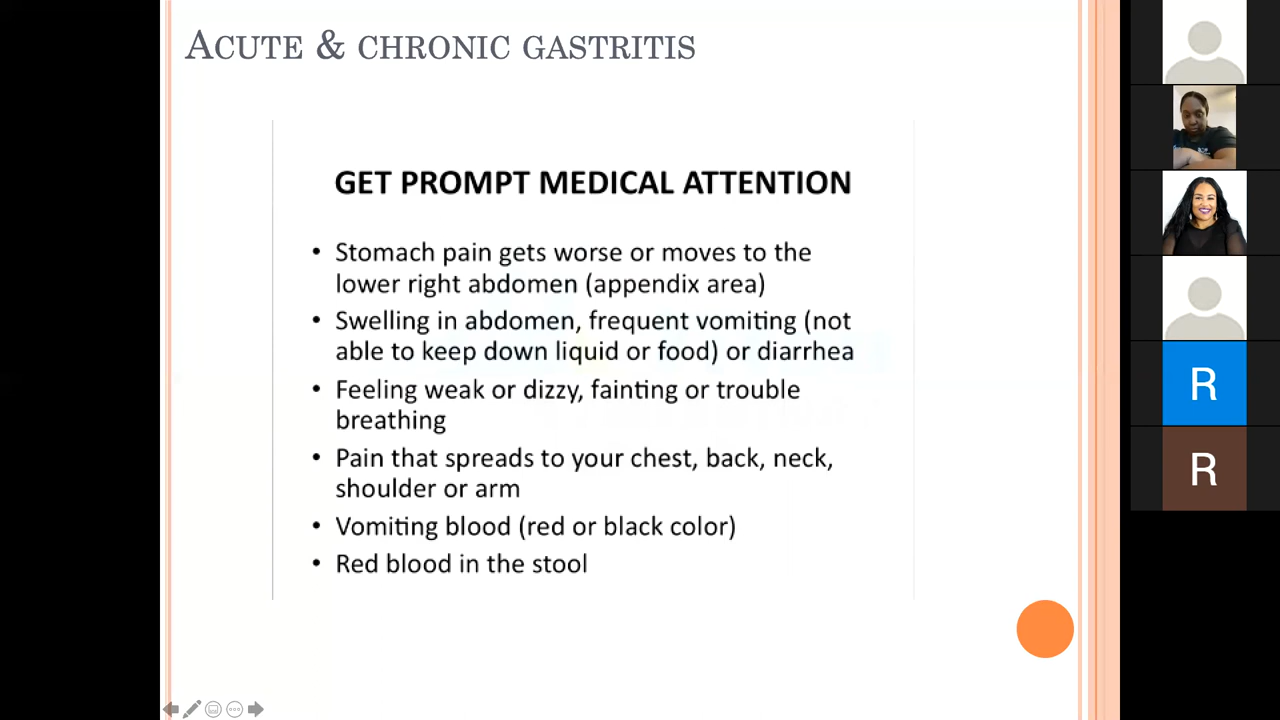 ACUTE & CHRONIC GASTRITIS
GET PROMPT MEDICAL ATTENTION
• Stomach pain gets worse or moves to the
lower right abdomen (appendix area)
• Swelling in abdomen, frequent vomiting (not
able to keep down liquid or food) or diarrhea
• Feeling weak or dizzy, fainting or trouble
breathing
• Pain that spreads to your chest, back, neck,
shoulder or arm
• Vomiting blood (red or black color)
• Red blood in the stool
R
R